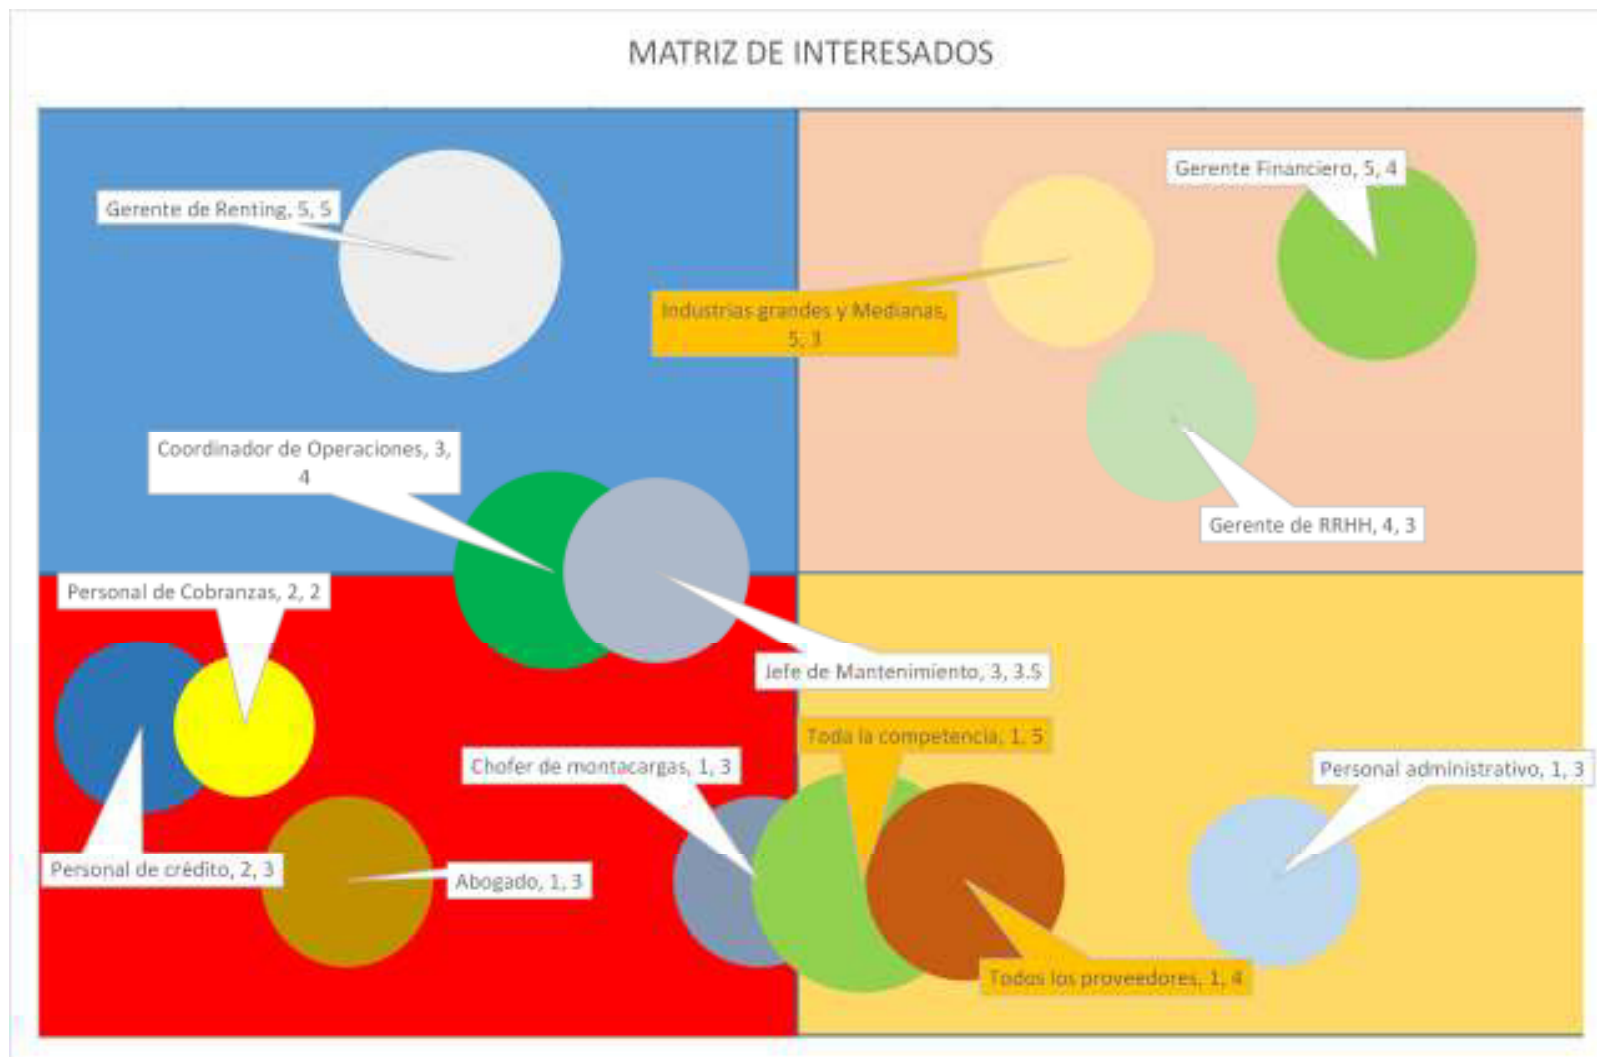 MATRIZ DE INTERESADOS
Gerente Financiero, 5, 4
Gerente de Renting, 5, 5
Industrias grandes y Medianas,
5, 3
Coordinador de Operaciones, 3,
4
Gerente de RRHH, 4, 3
Personal de Cobranzas, 2, 2
Jefe de Mantenimiento, 3, 3.5
Toda la competencia, 1, 5
Chofer de montacargas, 1, 3
Personal administrativo, 1, 3
Personal de crédito, 2, 3
Abogado, 1, 3
Todos los proveedores, 1, 4